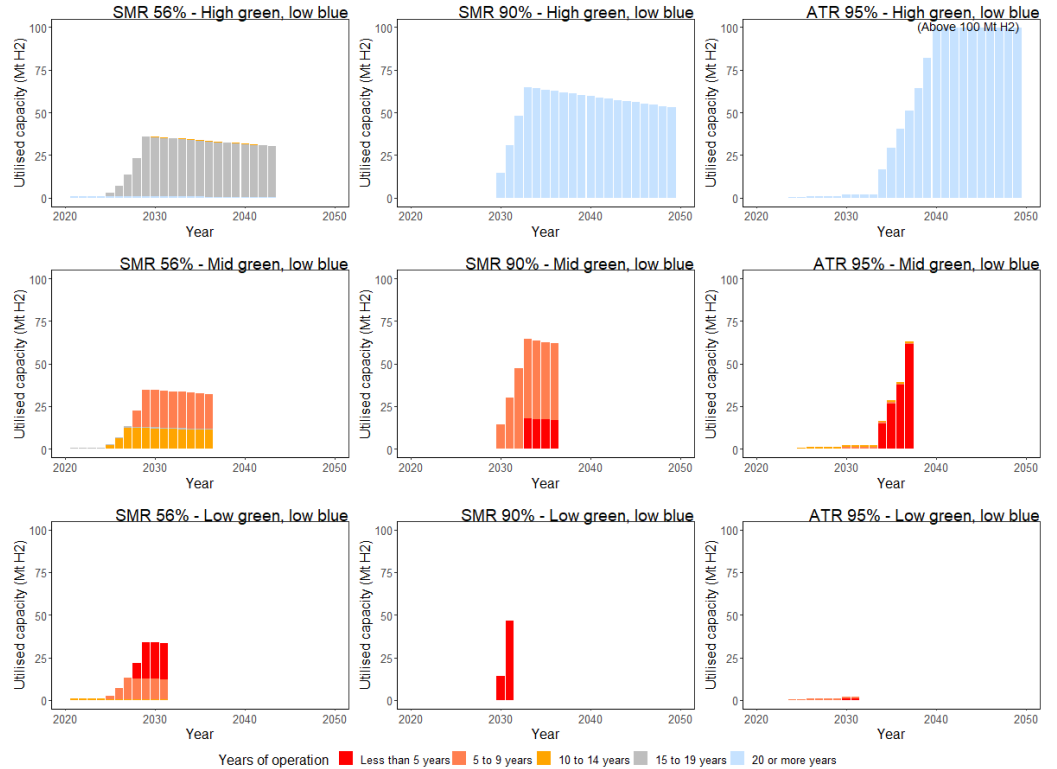 SMR 56% - High green, low blue
SMR 90% - High green, low blue
ATR 95% - High green, low blue
(Above 100 Mt H2)
Utilised capacity (Mt H2)
100
75
50
25
0
2020 2030 2040 2050
Year
Utilised capacity (Mt H2)
100
75
50
25
0
2020 2030 2040 2050
Year
Utilised capacity (Mt H2)
100
75
50
25
0
2020 2030 2040 2050
Year
SMR 56% - Mid green, low blue
SMR 90% - Mid green, low blue
ATR 95% - Mid green, low blue
Utilised capacity (Mt H2)
100
75
50
25
0
2020 2030 2040 2050
Year
Utilised capacity (Mt H2)
100
75
50
25
0
2020 2030 2040 2050
Year
Utilised capacity (Mt H2)
100
75
50
25
0
2020 2030 2040 2050
Year
SMR 56% - Low green, low blue
SMR 90% - Low green, low blue
ATR 95% - Low green, low blue
Utilised capacity (Mt H2)
100
75
50
25
0
2020 2030 2040 2050
Year
Utilised capacity (Mt H2)
100
75
50
25
0
2020 2030 2040 2050
Year
Utilised capacity (Mt H2)
100
75
50
25
0
2020 2030 2040 2050
Year
Years of operation Less than 5 years 5 to 9 years 10 to 14 years 15 to 19 years 20 or more years